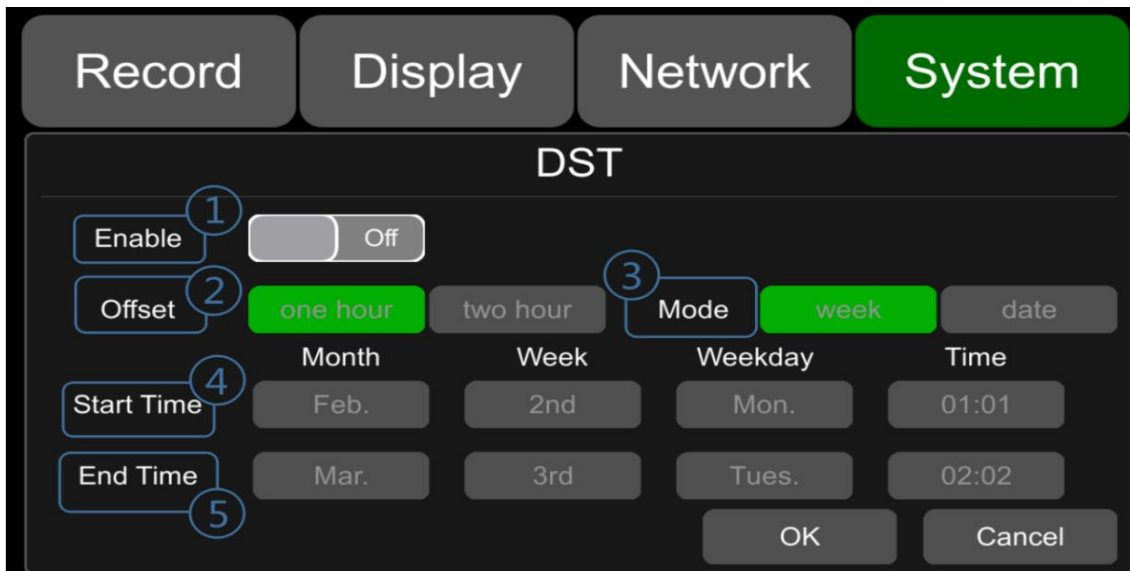 Record Display Network System
DST
1
Enable Off
2 3
Offset one hour two hour Mode week date
Month Week Weekday Time
4
Start Time Feb. 2nd Mon. 01:01
End Time Mar. 3rd Tues. 02:02
5
OK Cancel